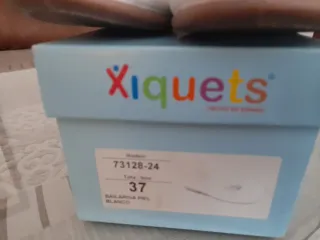 Xiquets
73128-24
37
BAILARINA PIEL
BLANCO